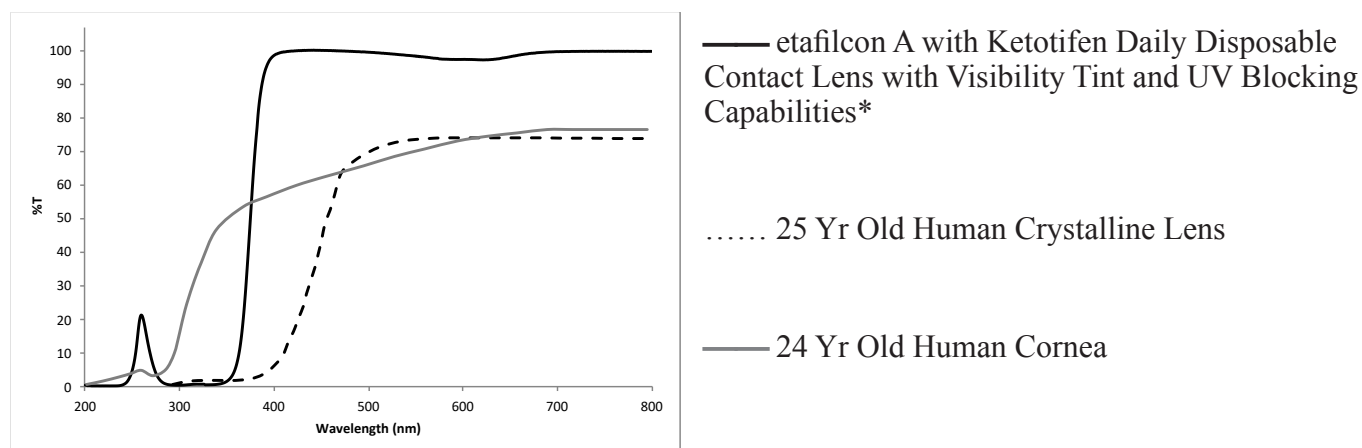 100
90
80
70
60
50
40
30
20
10
0
%T
200 300 400 500 600 700 800
Wavelength (nm)
etafilcon A with Ketotifen Daily Disposable
Contact Lens with Visibility Tint and UV Blocking
Capabilities*
...... 25 Yr Old Human Crystalline Lens
24 Yr Old Human Cornea